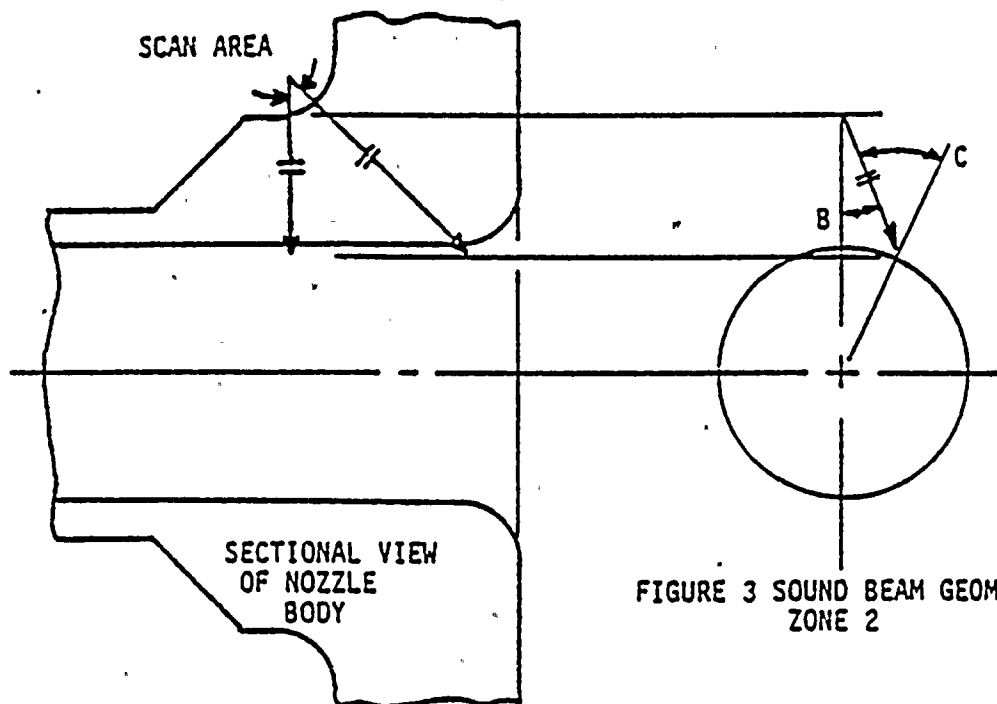 SCAN AREA
C
B
SECTIONAL VIEW
OF NOZZLE
BODY
FIGURE 3 SOUND BEAM GEOM
ZONE 2